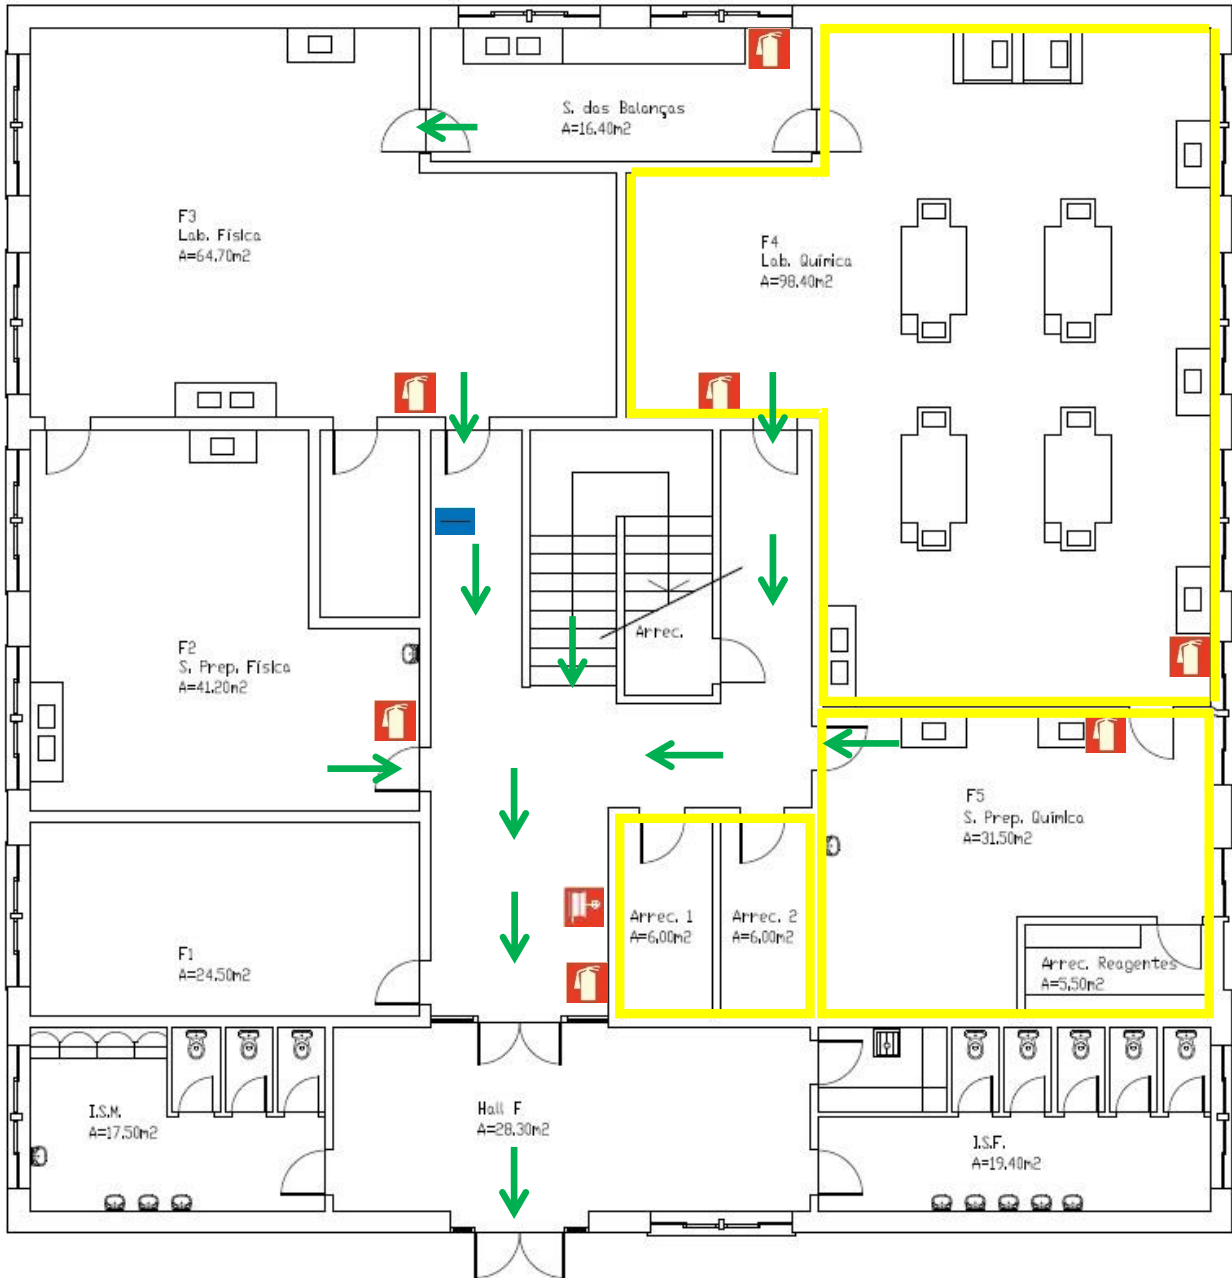 S. das Balanças
A=16.40m2
F3
Lab. Física
A=64.70m2
F4
Lab. Química
A=98.40m2
Arrec.
F2
S. Prep. Física
A=41.20m2
F5
S. Prep. Química
A=31.50m2
Arrec. 1
A=6.00m2
Arrec. 2
A=6.00m2
F1
A=24.50m2
Arrec. Reagentes
A=5.50m2
I.S.M.
A=17.50m2
Hall F
A=28.30m2
I.S.F.
A=19.40m2